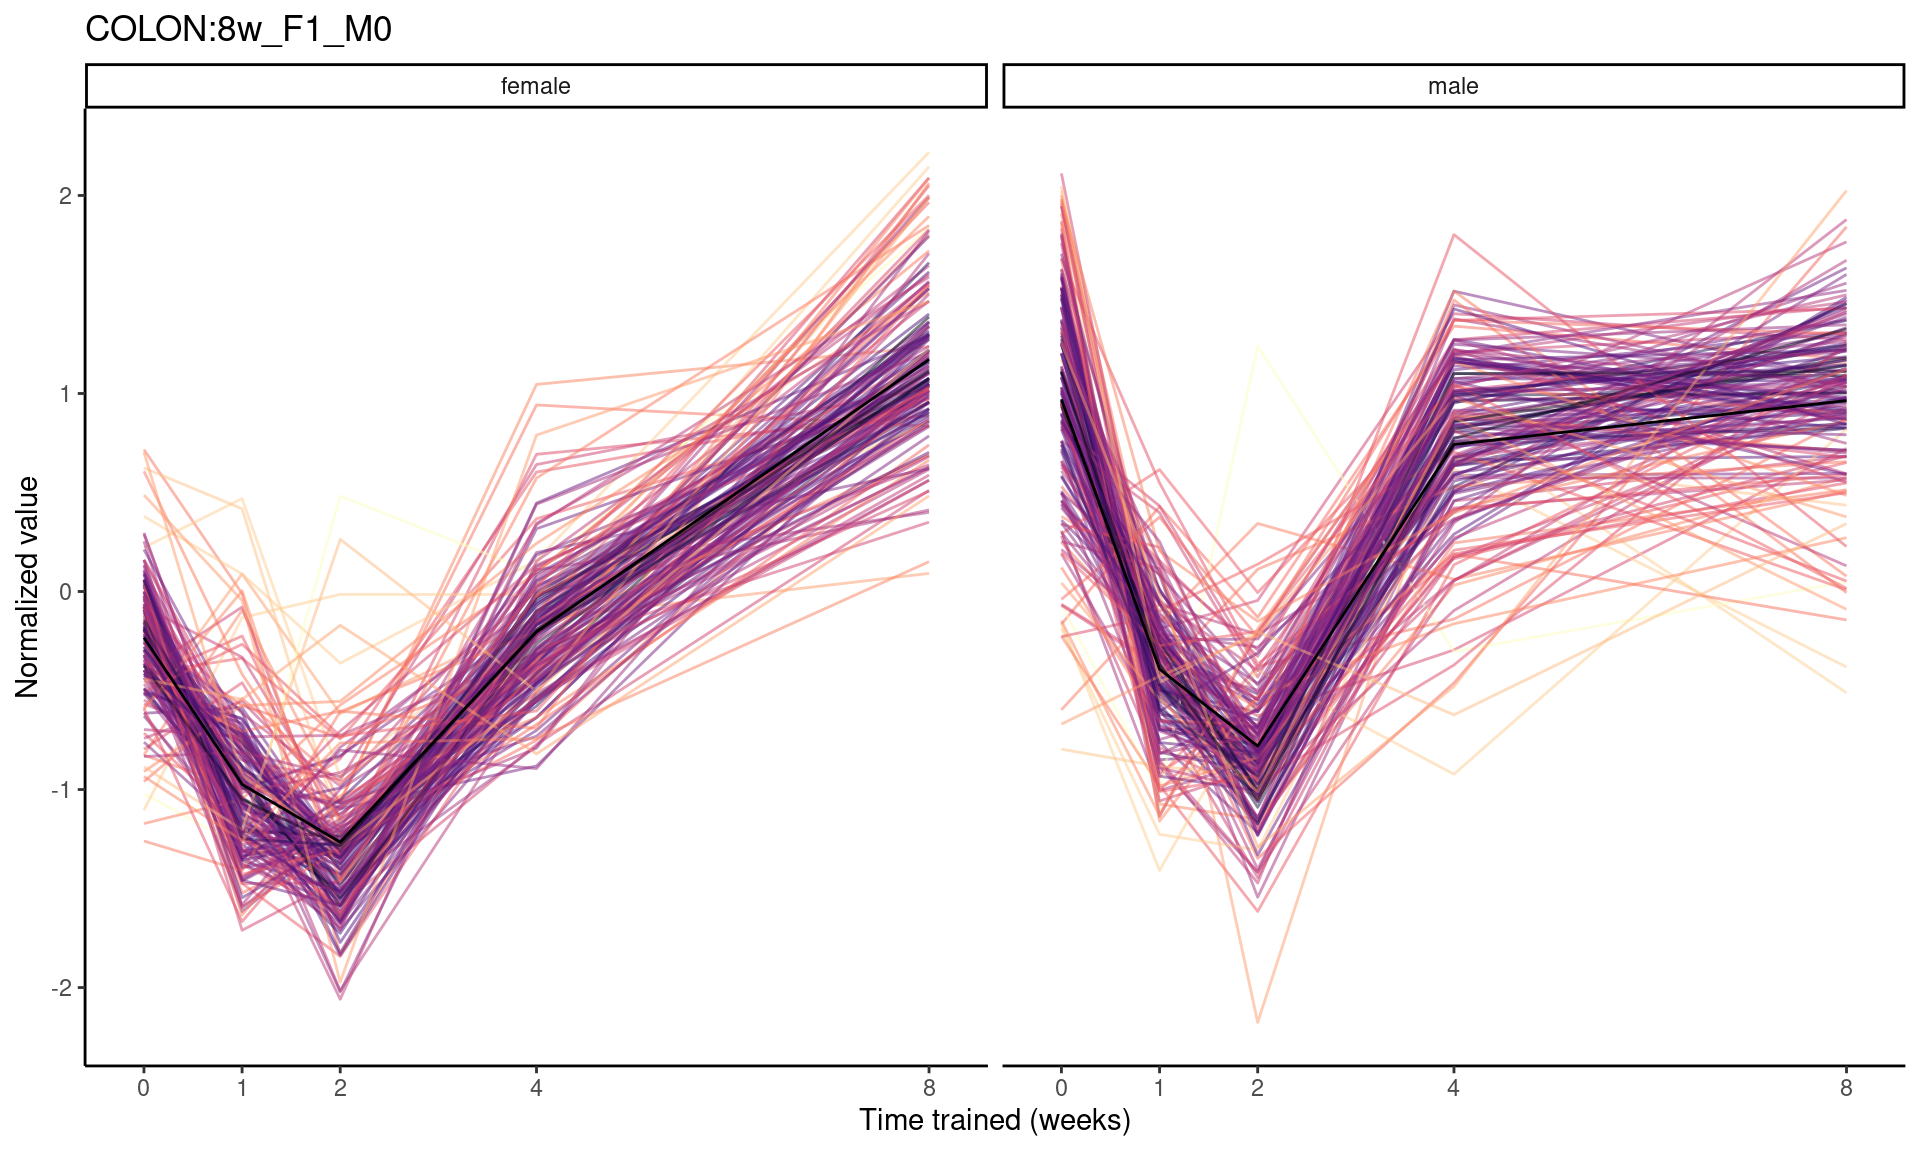 COLON:8w_F1_M0
female
male
Normalized value
2
1
0
-1
-2
0 1 2 4 8
0 1 2 4 8
Time trained (weeks)